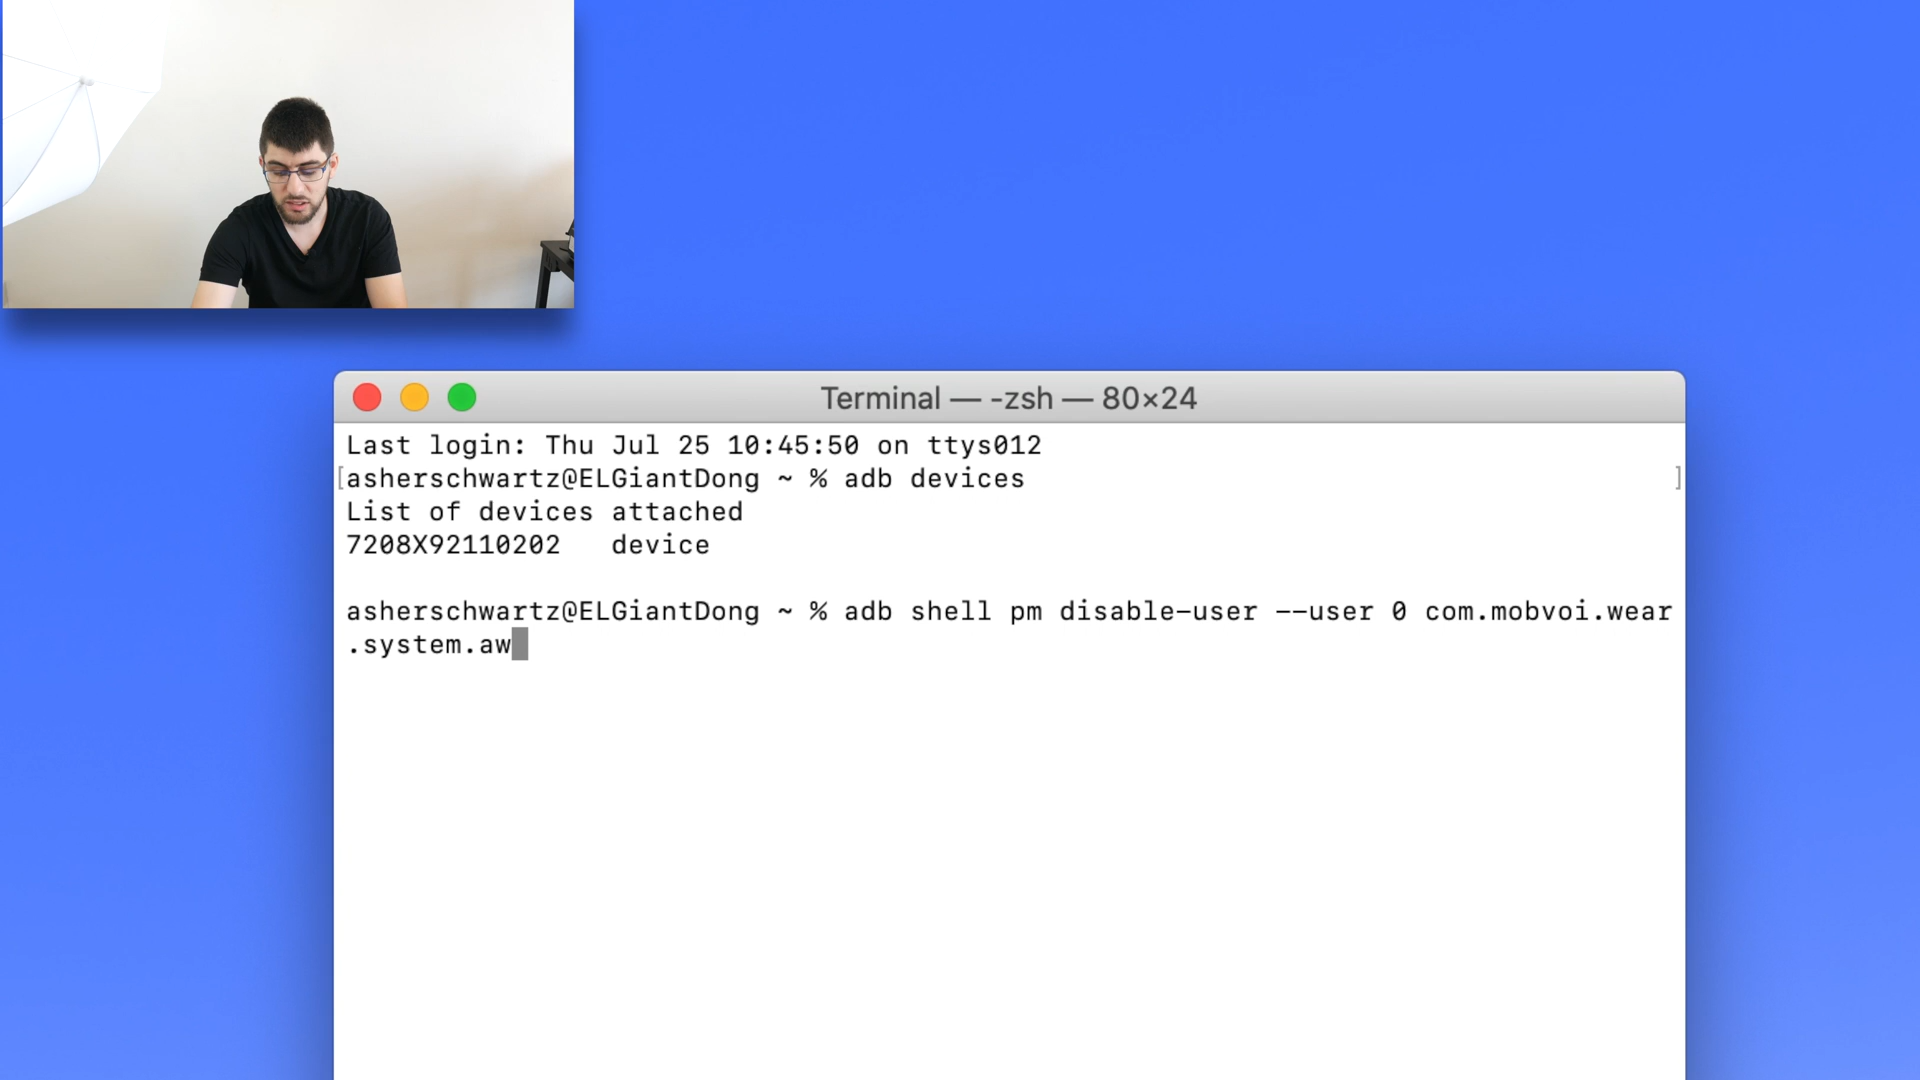 Terminal — -zsh — 80×24
Last login: Thu Jul 25 10:45:50 on ttys012
[asherschwartz@ELGiantDong ~ % adb devices ]
List of devices attached
7208X92110202 device
asherschwartz@ELGiantDong ~ % adb shell pm disable-user --user 0 com.mobvoi.wear
.system.aw